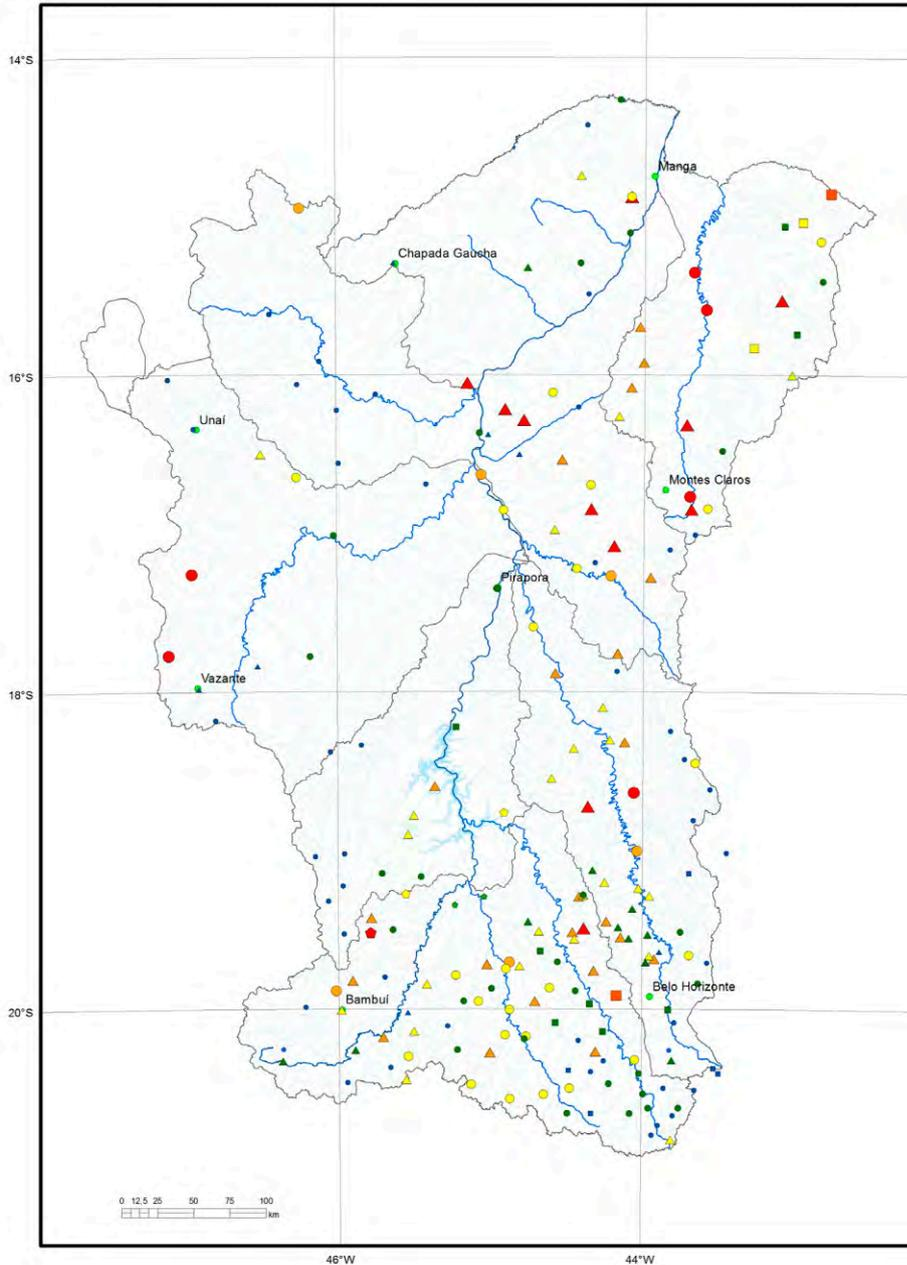 14°S
Manga
Chapada Gaúcha
16°S
Unaí
Montes Claros
Pirapora
18°S
Vazante
Belo Horizonte
20°S
Bambuí
0 12,5 25 50 75 100
km
46°W 44°W